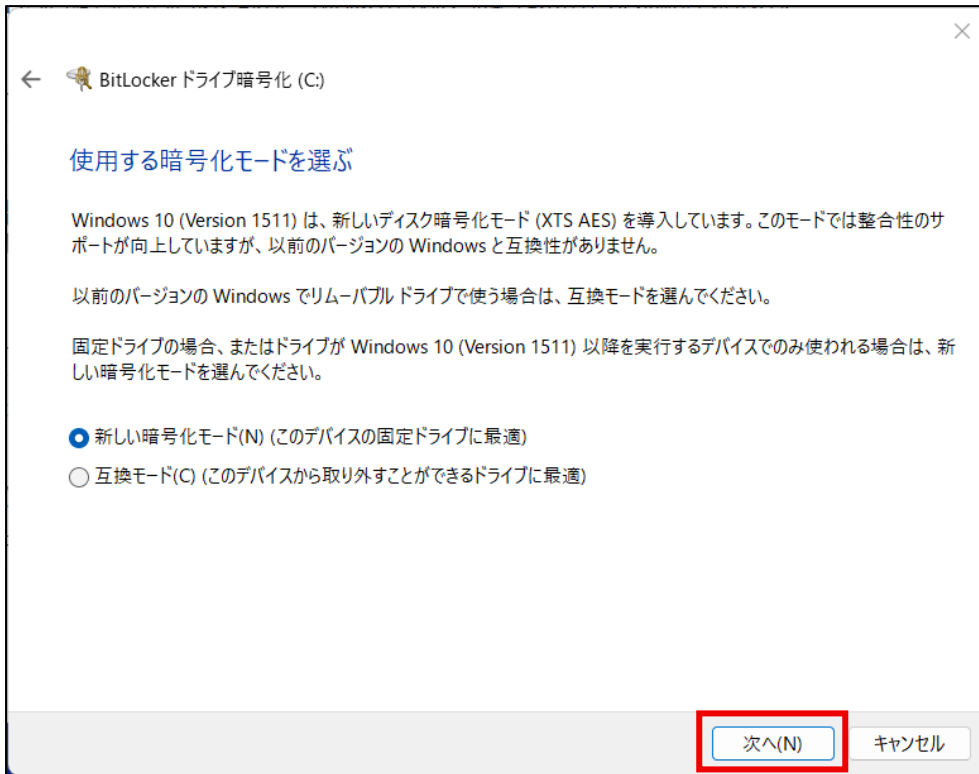 BitLocker ドライブ暗号化 (C:)
使用する暗号化モードを選ぶ
Windows 10 (Version 1511) は、新しいディスク暗号化モード (XTS AES) を導入しています。このモードでは整合性のサ
ポートが向上していますが、以前のバージョンの Windows と互換性がありません。
以前のバージョンの Windows でリムーバブル ドライブで使う場合は、互換モードを選んでください。
固定ドライブの場合、またはドライブが Windows 10 (Version 1511) 以降を実行するデバイスでのみ使われる場合は、新
しい暗号化モードを選んでください。
新しい暗号化モード(N) (このデバイスの固定ドライブに最適)
互換モード(C) (このデバイスから取り外すことができるドライブに最適)
次へ(N) キャンセル